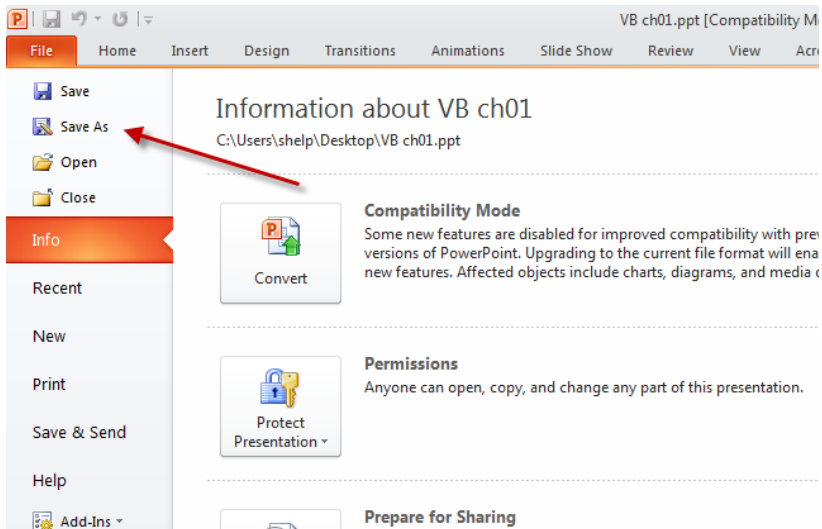 VB ch01.ppt [Compatibility Mo
File Home Insert Design Transitions Animations Slide Show Review View Acr
Save
Save As
Open
Close
Info
Recent
New
Print
Save & Send
Help
Add-Ins
Information about VB ch01
C:\Users\shelp\Desktop\VB ch01.ppt
Convert
Compatibility Mode
Some new features are disabled for improved compatibility with prev
versions of PowerPoint. Upgrading to the current file format will ena
new features. Affected objects include charts, diagrams, and media o
Protect
Presentation
Permissions
Anyone can open, copy, and change any part of this presentation.
Prepare for Sharing